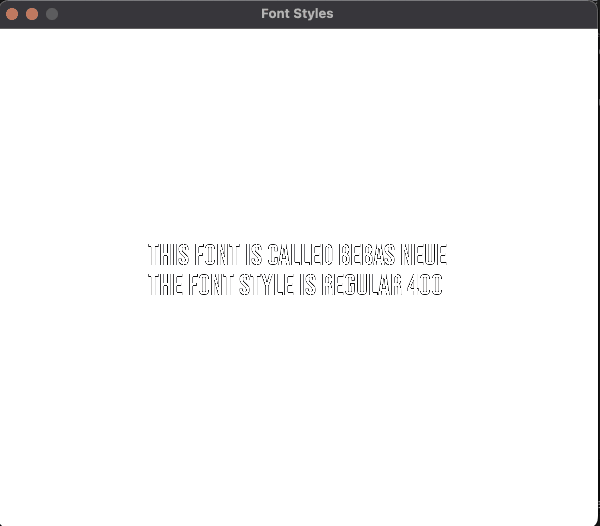 Font Styles
THIS FONT IS CALLED BEBAS NEUE
THE FONT STYLE IS REGULAR 400